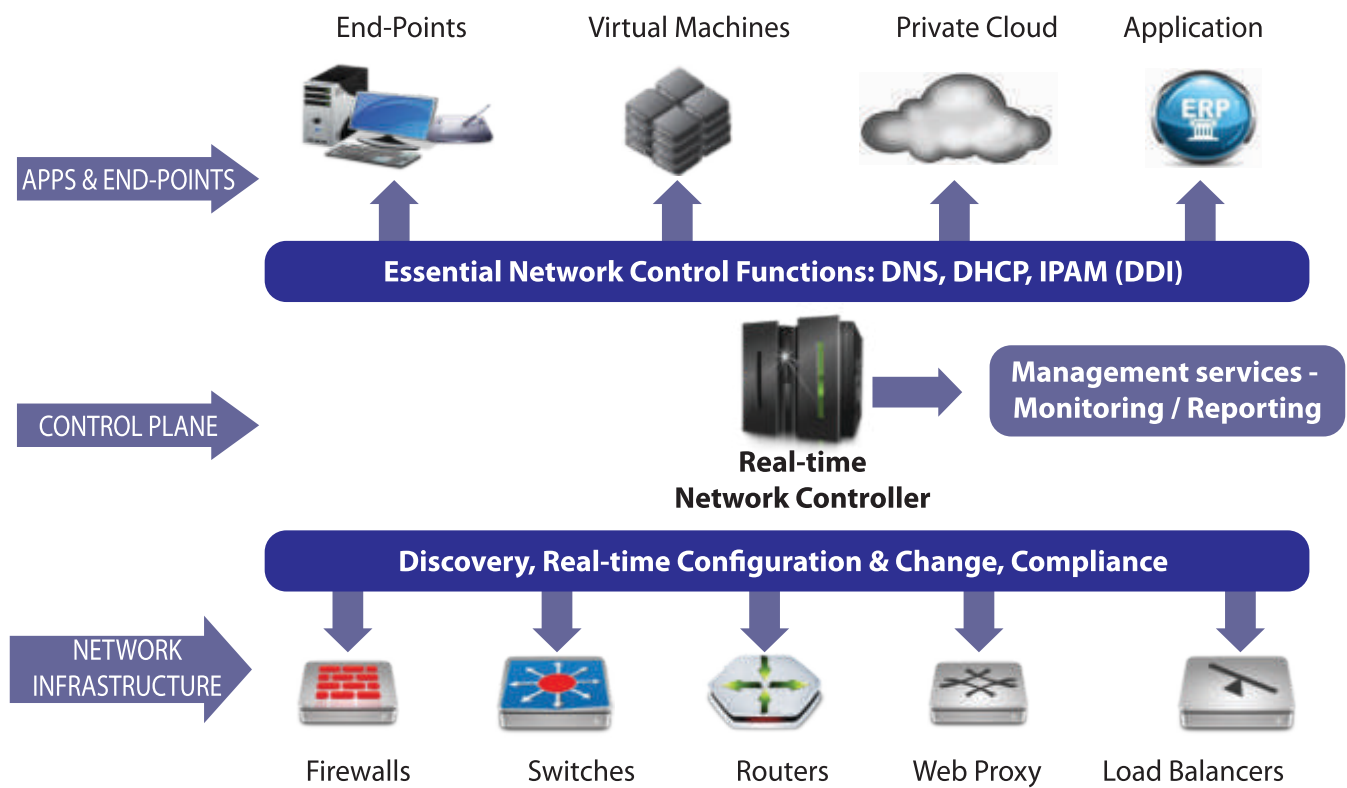 End-Points
Virtual Machines
Private Cloud
Application
ERP
APPS & END-POINTS
Essential Network Control Functions: DNS, DHCP, IPAM (DDI)
Management services -
Monitoring / Reporting
CONTROL PLANE
Real-time
Network Controller
Discovery, Real-time Configuration & Change, Compliance
NETWORK
INFRASTRUCTURE
Firewalls
Switches
Routers
Web Proxy
Load Balancers